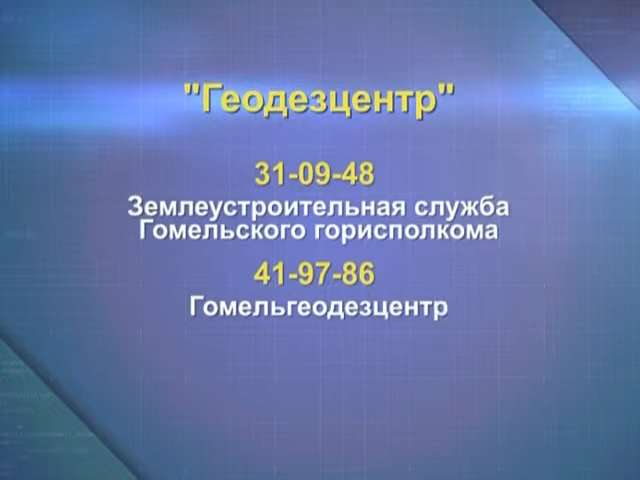 "Геодезцентр"
31-09-48
Землеустроительная служба
Гомельского горисполкома
41-97-86
Гомельгеодезцентр